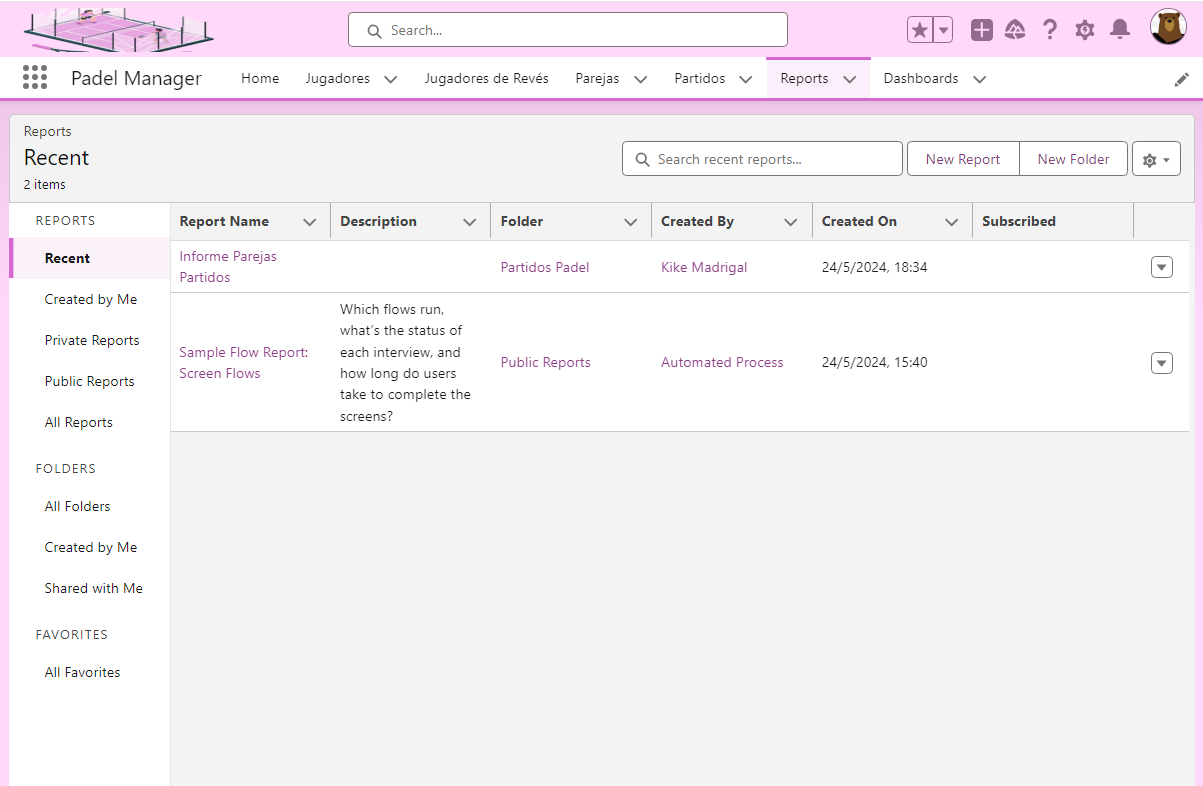 Search...
Padel Manager
Home
Jugadores
Jugadores de Revés
Parejas
Partidos
Reports
Dashboards
Reports
Recent
2 items
Search recent reports...
New Report
New Folder
REPORTS
Recent
Created by Me
Private Reports
Public Reports
All Reports
FOLDERS
All Folders
Created by Me
Shared with Me
FAVORITES
All Favorites
Report Name
Description
Folder
Created By
Created On
Subscribed
Informe Parejas
Partidos
Partidos Padel
Kike Madrigal
24/5/2024, 18:34
Sample Flow Report:
Screen Flows
Which flows run,
what's the status of
each interview, and
how long do users
take to complete the
screens?
Public Reports
Automated Process
24/5/2024, 15:40